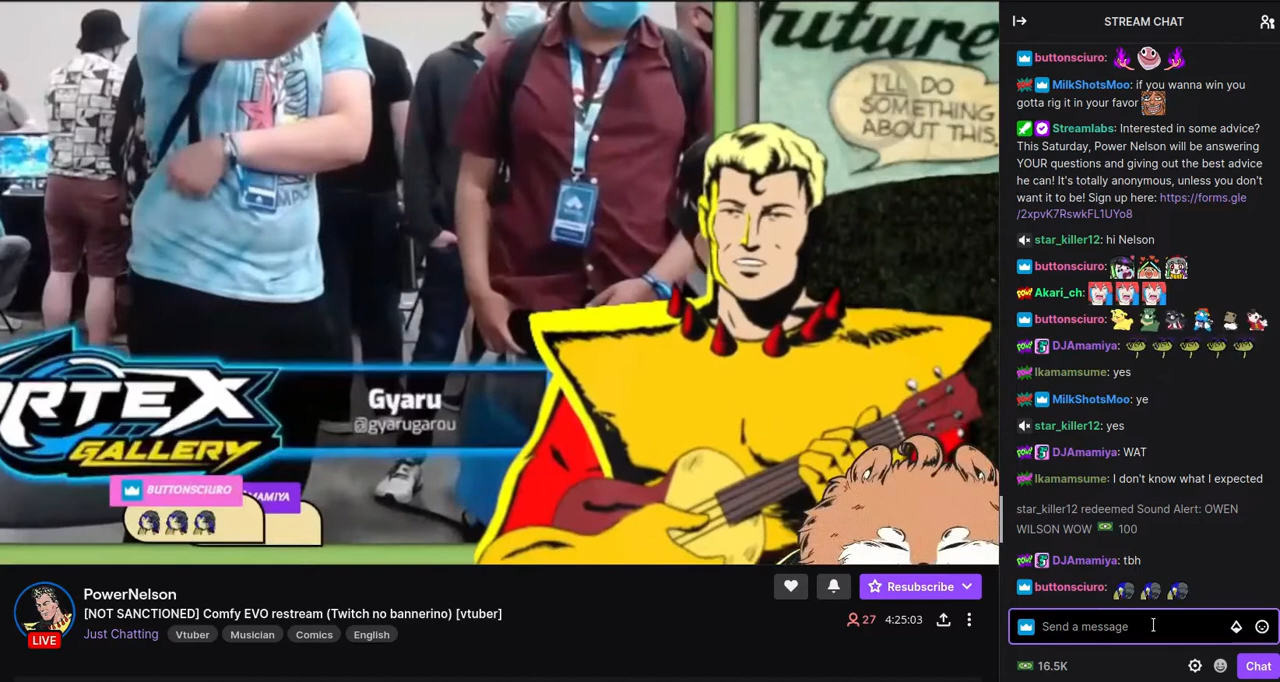 future
I'LL DO
SOMETHING
ABOUT THIS.
RTEX
GALLERY
Gyaru
@gyarugarou
BUTTONSCIURO
MAMIYA
PowerNelson
LIVE
[NOT SANCTIONED] Comfy EVO restream (Twitch no bannerino) [vtuber]
Just Chatting
Vtuber
Musician
Comics
English
Resubscribe
27
4:25:03
STREAM CHAT
buttonsciuro:
MilkShotsMoo: if you wanna win you
gotta rig it in your favor
Streamlabs: Interested in some advice?
This Saturday, Power Nelson will be answering
YOUR questions and giving out the best advice
he can! It's totally anonymous, unless you don't
want it to be! Sign up here: https://forms.gle
/2xpvK7RswkFL1UYo8
star_killer12: hi Nelson
buttonsciuro:
Akari_ch:
buttonsciuro:
DJAmamiya:
Ikamamsume: yes
MilkShotsMoo: ye
star_killer12: yes
DJAmamiya: WAT
Ikamamsume: I don't know what I expected
star_killer12 redeemed Sound Alert: OWEN
WILSON WOW 100
DJAmamiya: tbh
buttonsciuro:
Send a message
16.5K
Chat